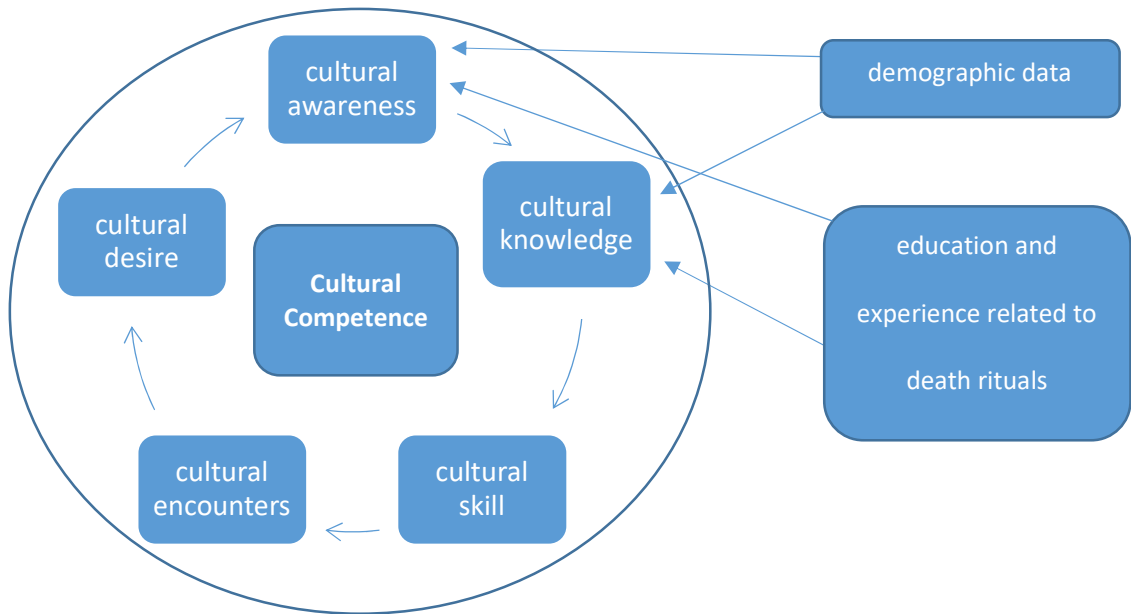 cultural
awareness
demographic data
cultural
knowledge
cultural
desire
education and
experience related to
death rituals
Cultural
Competence
cultural
encounters
cultural
skill